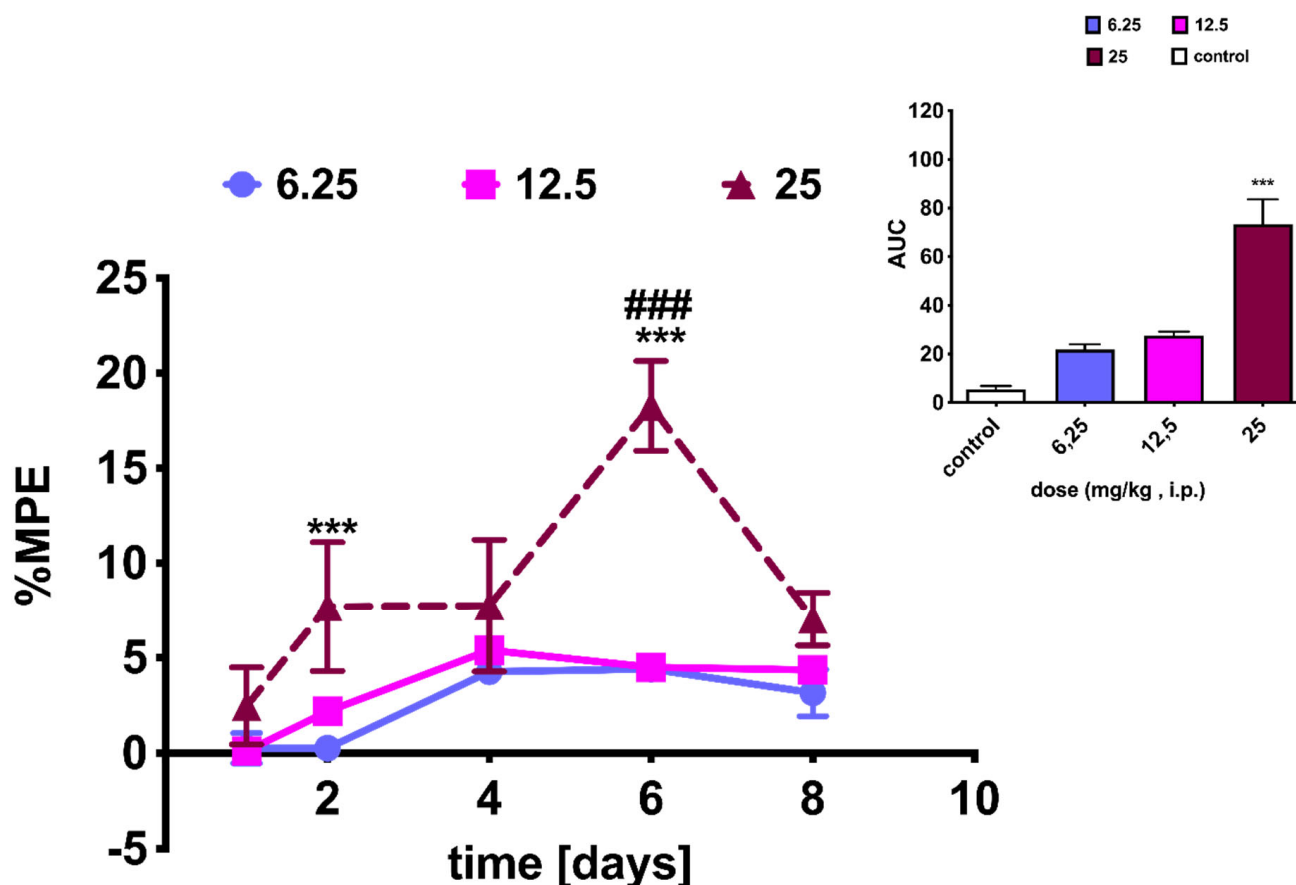 6.25 12.5
25 control
120
100
80
60
40
20
0
AUC
***
control 6,25 12,5 25
dose (mg/kg , i.p.)
6.25 12.5 25
25
20
15
10
5
0
-5
%MPE
***
###
***
2 4 6 8 10
time [days]